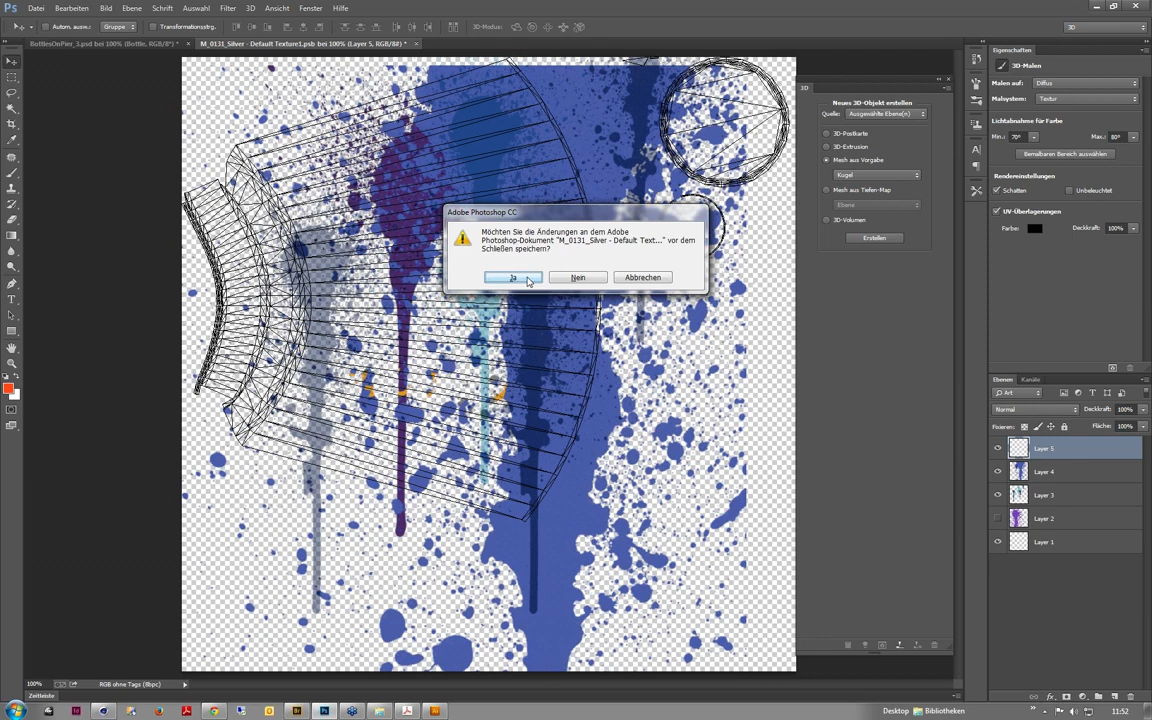 Ps Datei Bearbeiten Bild Ebene Schrift Auswahl Filter 3D Ansicht Fenster Hilfe
Autom. ausw.: Gruppe Transformationsstrg. 3D-Modus: 3D
BottlesOnPier_3.psd bei 100% (Bottle, RGB/8*) * × M_0131_Silver - Default Texture1.psb bei 100% (Layer 5, RGB/8#) * ×
3D
Neues 3D-Objekt erstellen
Quelle: Ausgewählte Ebene(n)
3D-Postkarte
3D-Extrusion
Mesh aus Vorgabe
Kugel
Mesh aus Tiefen-Map
Ebene
3D-Volumen
Erstellen
Eigenschaften
3D-Malen
Malen auf: Diffus
Malsystem: Textur
Lichtabnahme für Farbe
Min.: 70° Max.: 80°
Bemalbaren Bereich auswählen
Rendereinstellungen
Schatten Unbeleuchtet
UV-Überlagerungen
Farbe: Deckkraft: 100%
Adobe Photoshop CC
Möchten Sie die Änderungen an dem Adobe
Photoshop-Dokument "M_0131_Silver - Default Text..." vor dem
Schließen speichern?
Ja Nein Abbrechen
Ebenen Kanäle
Art
Normal Deckkraft: 100%
Fixieren: Fläche: 100%
Layer 5
Layer 4
Layer 3
Layer 2
Layer 1
100% RGB ohne Tags (8bpc)
Zeitleiste
Desktop Bibliotheken 11:52